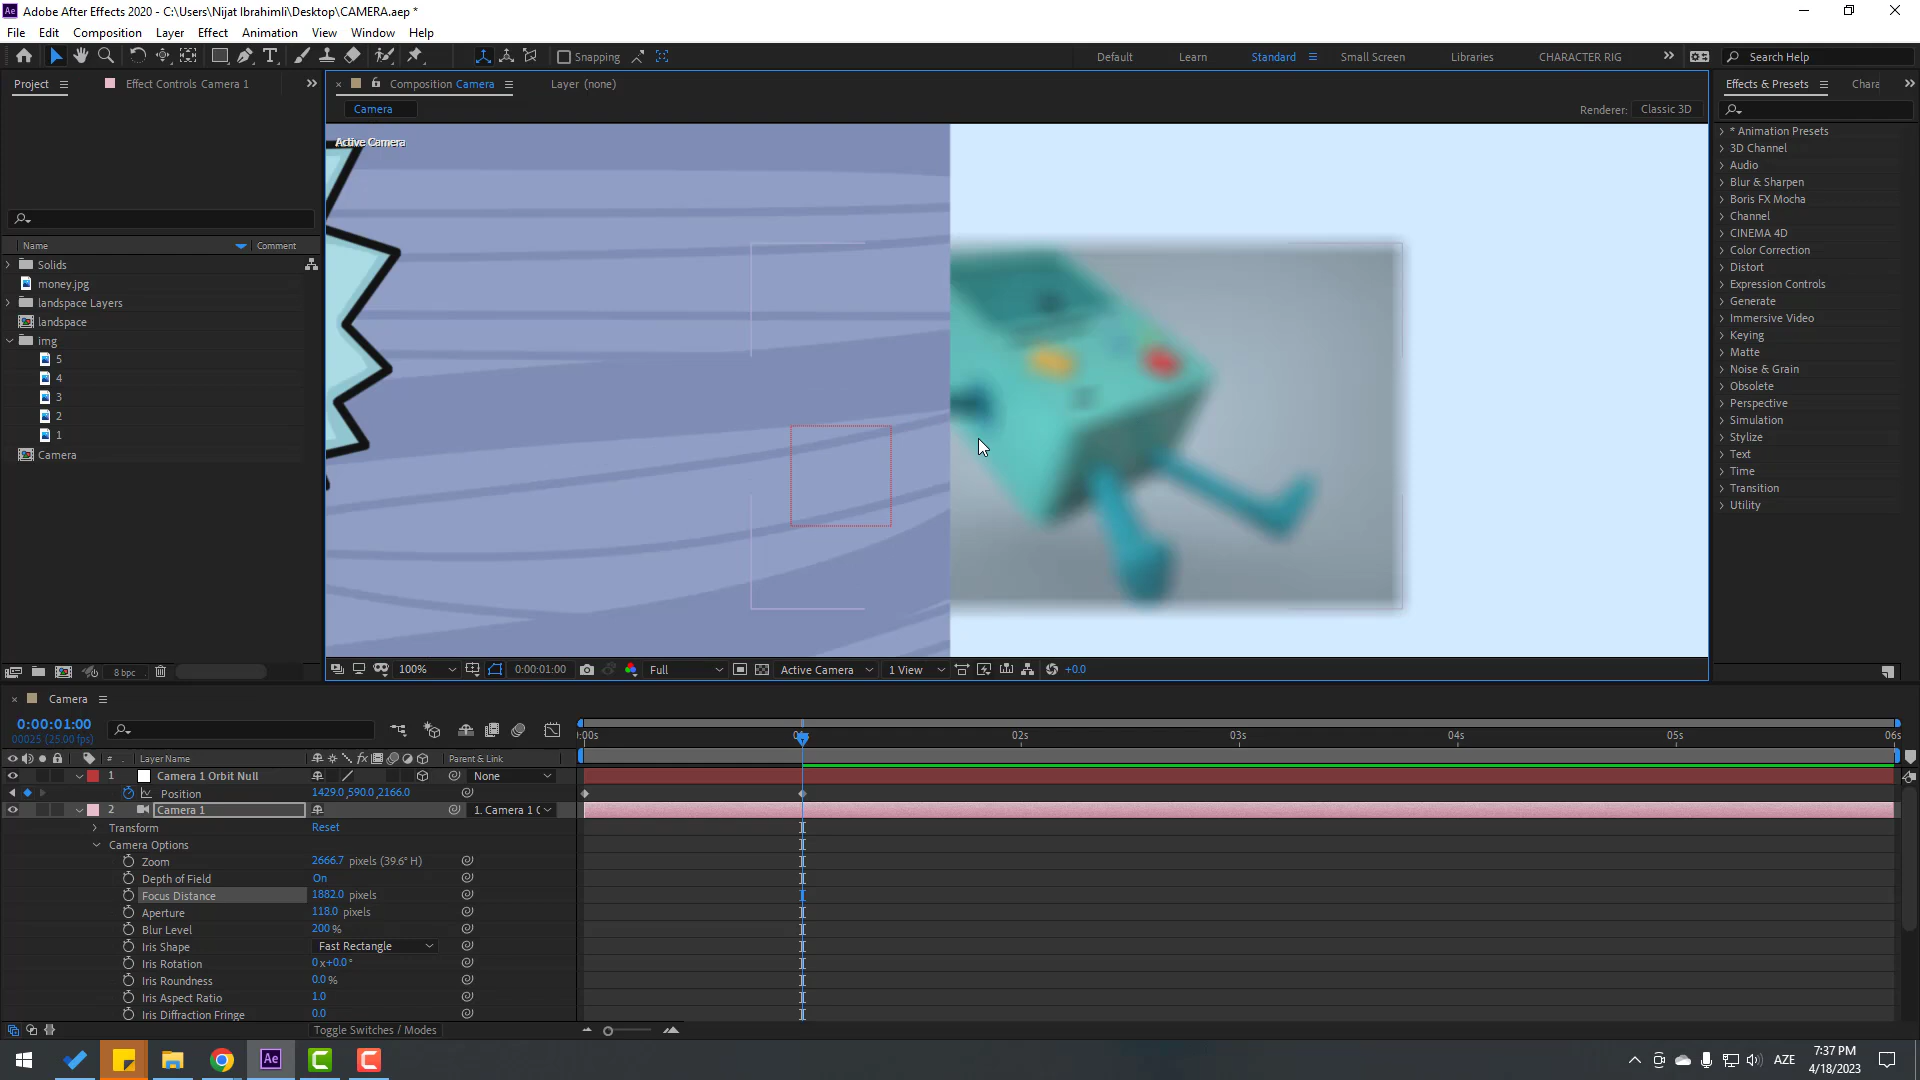 Adobe After Effects 2020 - C:\Users\Nijat Ibrahimli\Desktop\CAMERA.aep *
File Edit Composition Layer Effect Animation View Window Help
Snapping Default Learn Standard Small Screen Libraries CHARACTER RIG Search Help
Project Effect Controls Camera 1
Composition Camera Layer (none)
Effects & Presets Chara
Camera
Renderer: Classic 3D
Active Camera
Name Comment
Solids
money.jpg
landspace Layers
landspace
img
5
4
3
2
1
Camera
* Animation Presets
3D Channel
Audio
Blur & Sharpen
Boris FX Mocha
Channel
CINEMA 4D
Color Correction
Distort
Expression Controls
Generate
Immersive Video
Keying
Matte
Noise & Grain
Obsolete
Perspective
Simulation
Stylize
Text
Time
Transition
Utility
8 bpc
100% 0:00:01:00 Full Active Camera 1 View +0.0
Camera
0:00:01:00
00025 (25.00 fps)
:00s 02s 03s 04s 05s 06s
# Layer Name Parent & Link
1 Camera 1 Orbit Null None
Position 1429.0,590.0,2166.0
2 Camera 1 1. Camera 1 O
Transform Reset
Camera Options
Zoom 2666.7 pixels (39.6° H)
Depth of Field On
Focus Distance 1882.0 pixels
Aperture 118.0 pixels
Blur Level 200 %
Iris Shape Fast Rectangle
Iris Rotation 0x+0.0°
Iris Roundness 0.0 %
Iris Aspect Ratio 1.0
Iris Diffraction Fringe 0.0
Toggle Switches / Modes
AZE
7:37 PM
4/18/2023